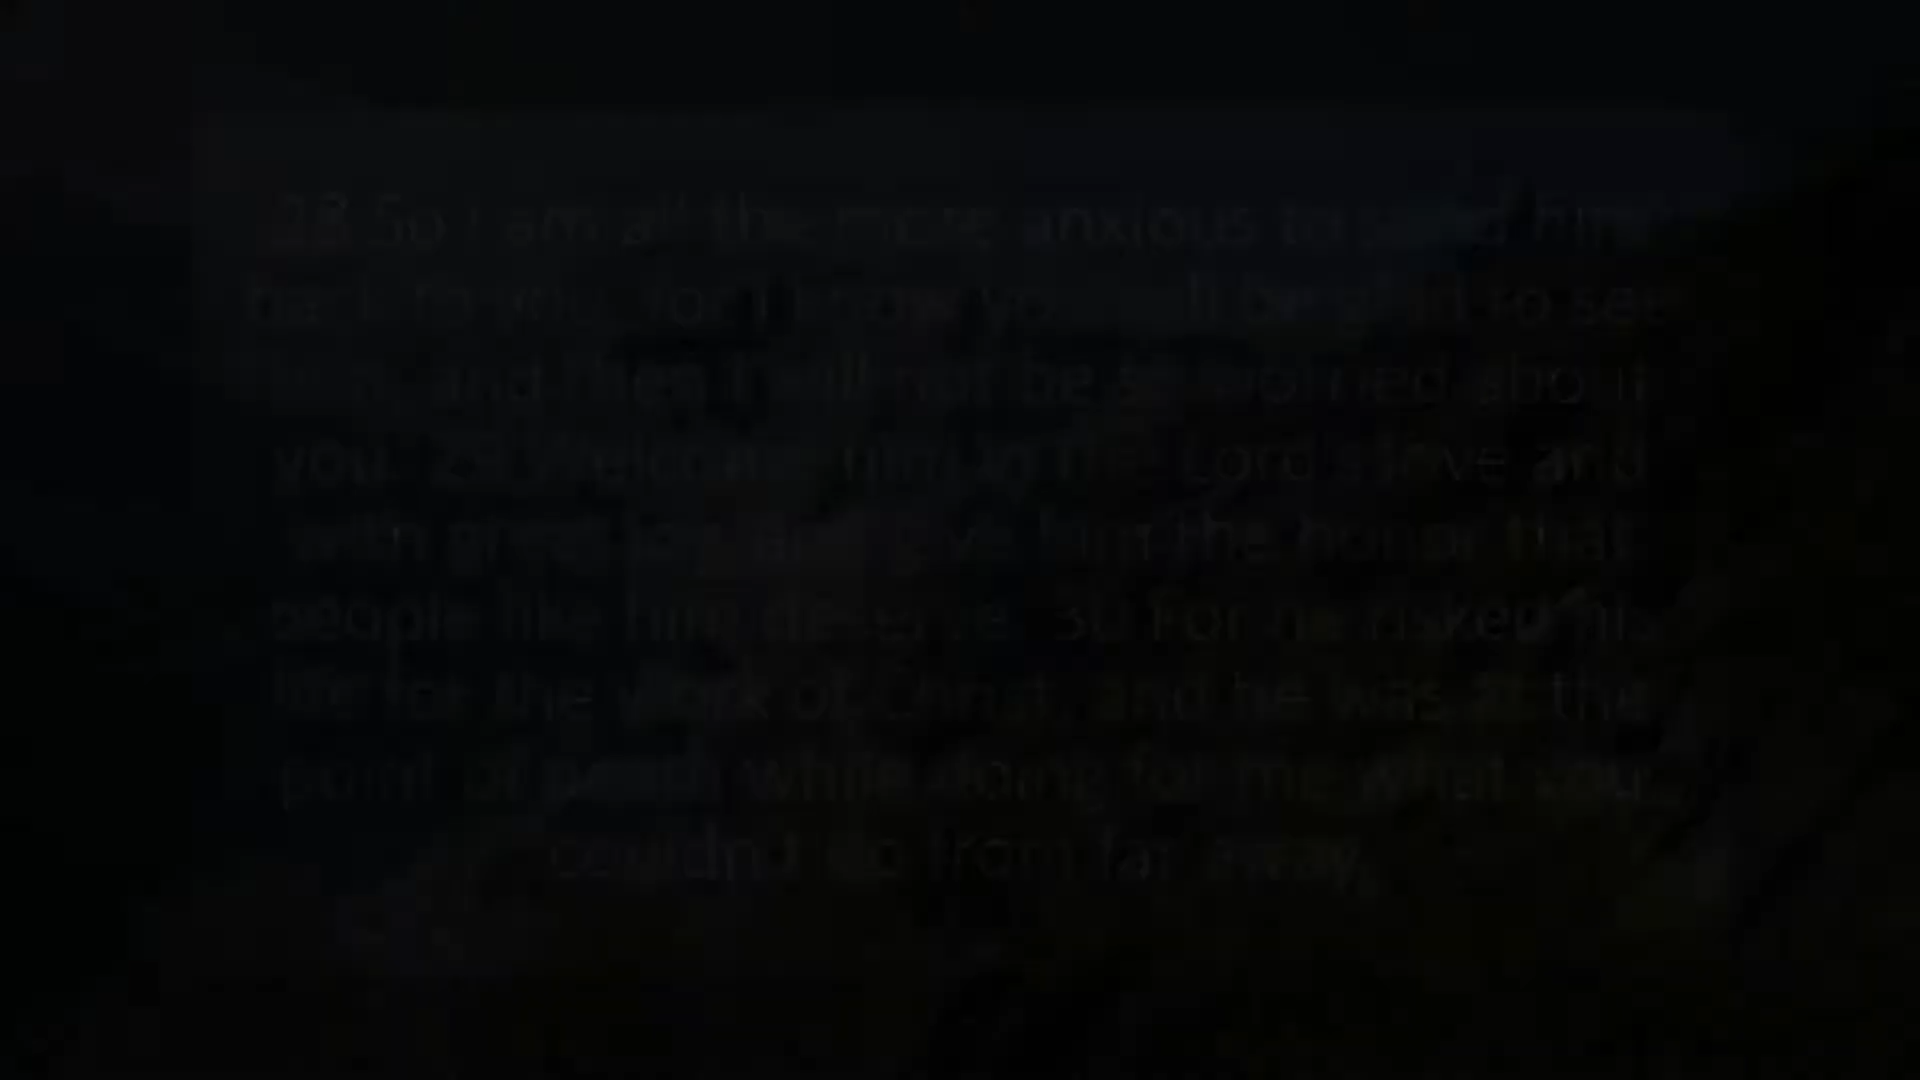 28 So I am all the more anxious to send him
back to you, for I know you will be glad to see
him, and then I will not be so worried about
you. 29 Welcome him in the Lord's love and
with great joy, and give him the honor that
people like him deserve. 30 For he risked his
life for the work of Christ, and he was at the
point of death while doing for me what you
couldn't do from far away.